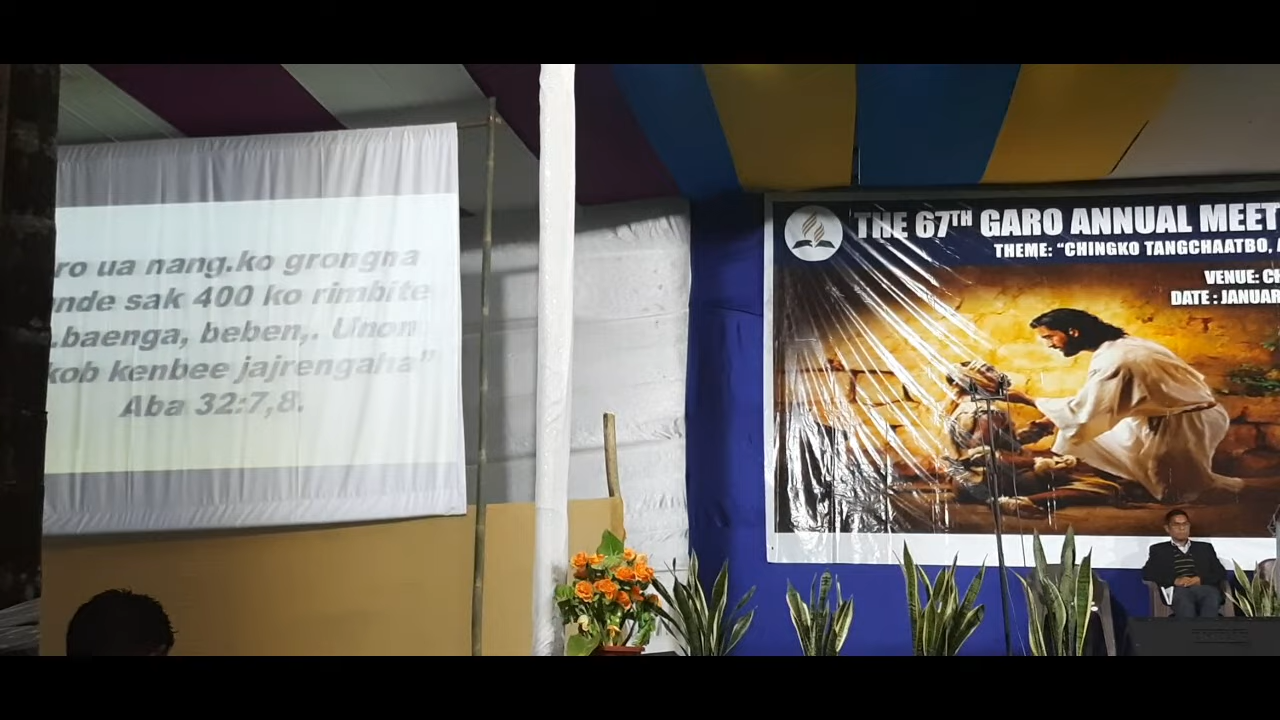 ro ua nang.ko grongna
nde sak 400 ko rimbite
.baenga, beben,. Unon
kob kenbee jajrengaha”
Aba 32:7,8.
THE 67TH GARO ANNUAL MEET
THEME: “CHINGKO TANGCHAATBO, A
VENUE: CH
DATE : JANUAR